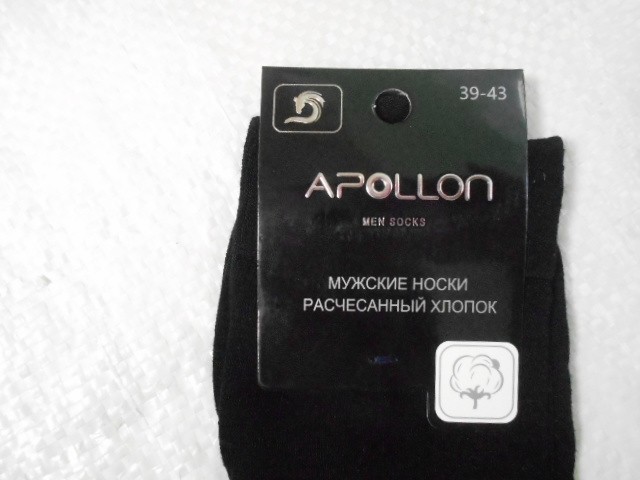 39-43
APOLLON
MEN SOCKS
МУЖСКИЕ НОСКИ
РАСЧЕСАННЫЙ ХЛОПОК